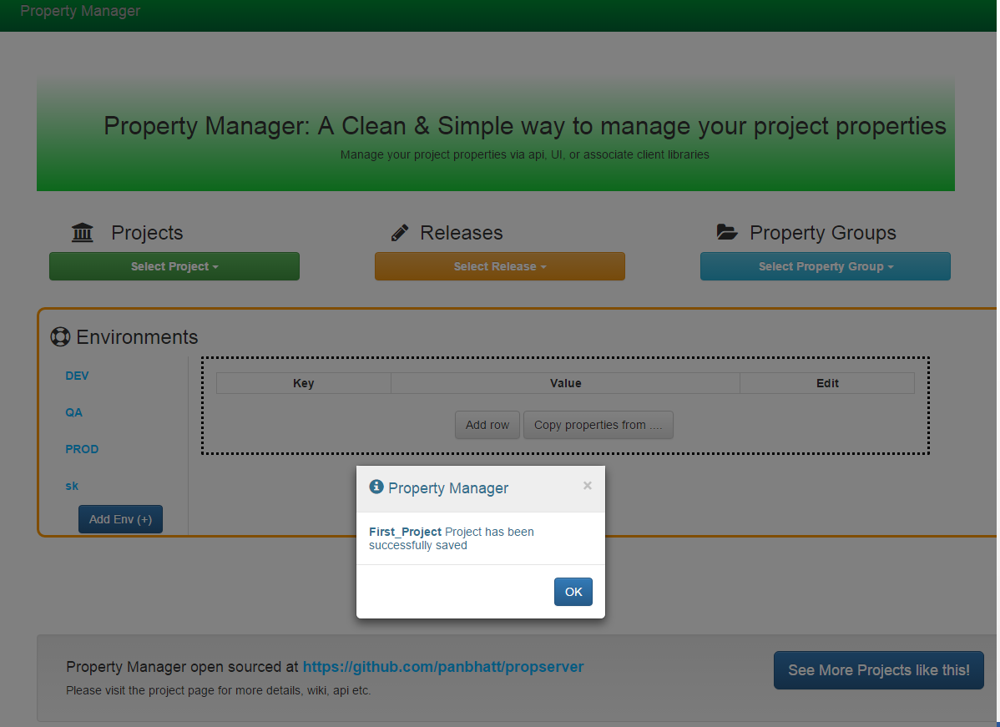 Property Manager
Property Manager: A Clean & Simple way to manage your project properties
Manage your project properties via api, UI, or associate client libraries
Projects
Releases
Property Groups
Select Project
Select Release
Select Property Group
Environments
DEV
QA
PROD
sk
Add Env (+)
Key Value Edit
Add row
Copy properties from ....
Property Manager ×
First_Project Project has been
successfully saved
OK
Property Manager open sourced at https://github.com/panbhatt/propserver
Please visit the project page for more details, wiki, api etc.
See More Projects like this!